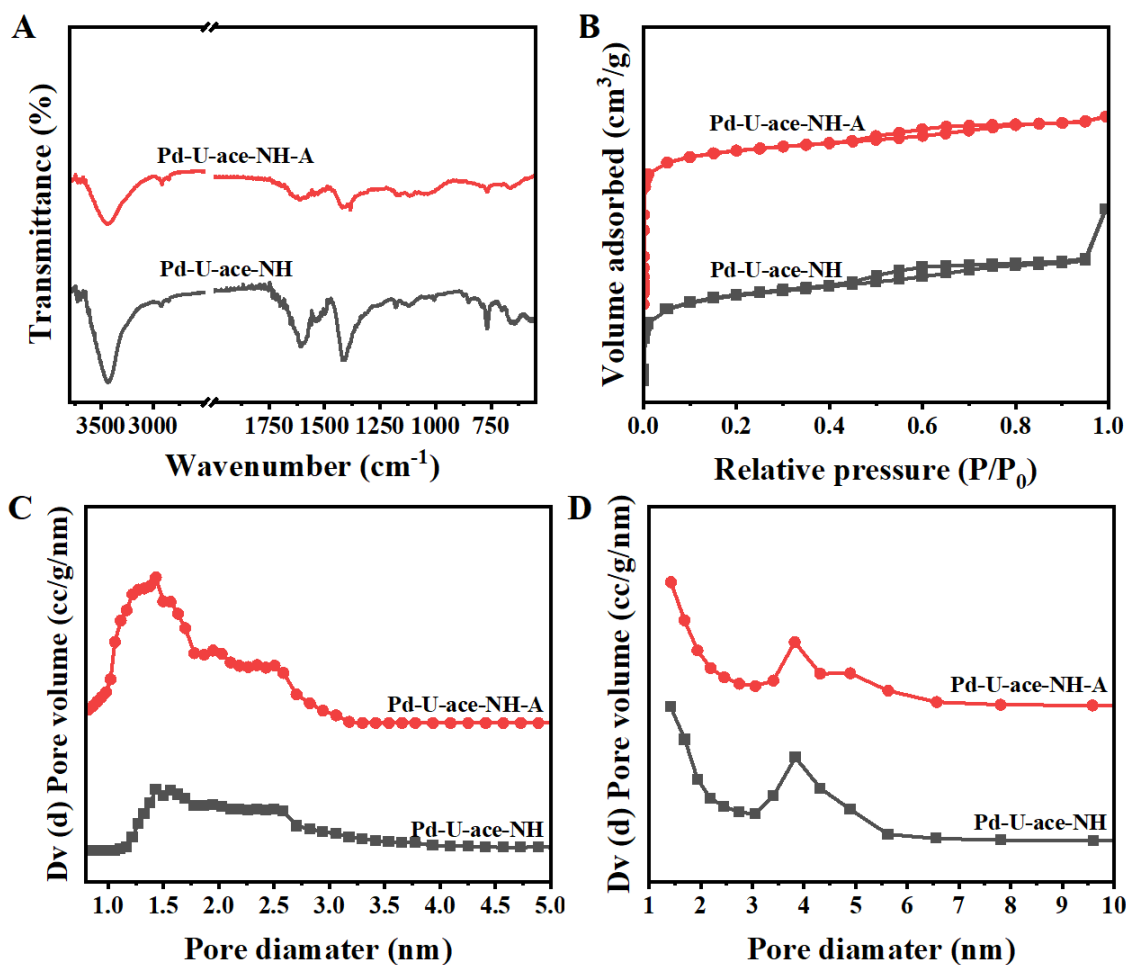 A
Transmittance (%)
Pd-U-ace-NH-A
Pd-U-ace-NH
3500 3000 1750 1500 1250 1000 750
Wavenumber (cm⁻¹)
B
Volume adsorbed (cm³/g)
Pd-U-ace-NH-A
Pd-U-ace-NH
0.0 0.2 0.4 0.6 0.8 1.0
Relative pressure (P/P₀)
C
Dv (d) Pore volume (cc/g/nm)
Pd-U-ace-NH-A
Pd-U-ace-NH
1.0 1.5 2.0 2.5 3.0 3.5 4.0 4.5 5.0
Pore diamater (nm)
D
Dv (d) Pore volume (cc/g/nm)
Pd-U-ace-NH-A
Pd-U-ace-NH
1 2 3 4 5 6 7 8 9 10
Pore diamater (nm)